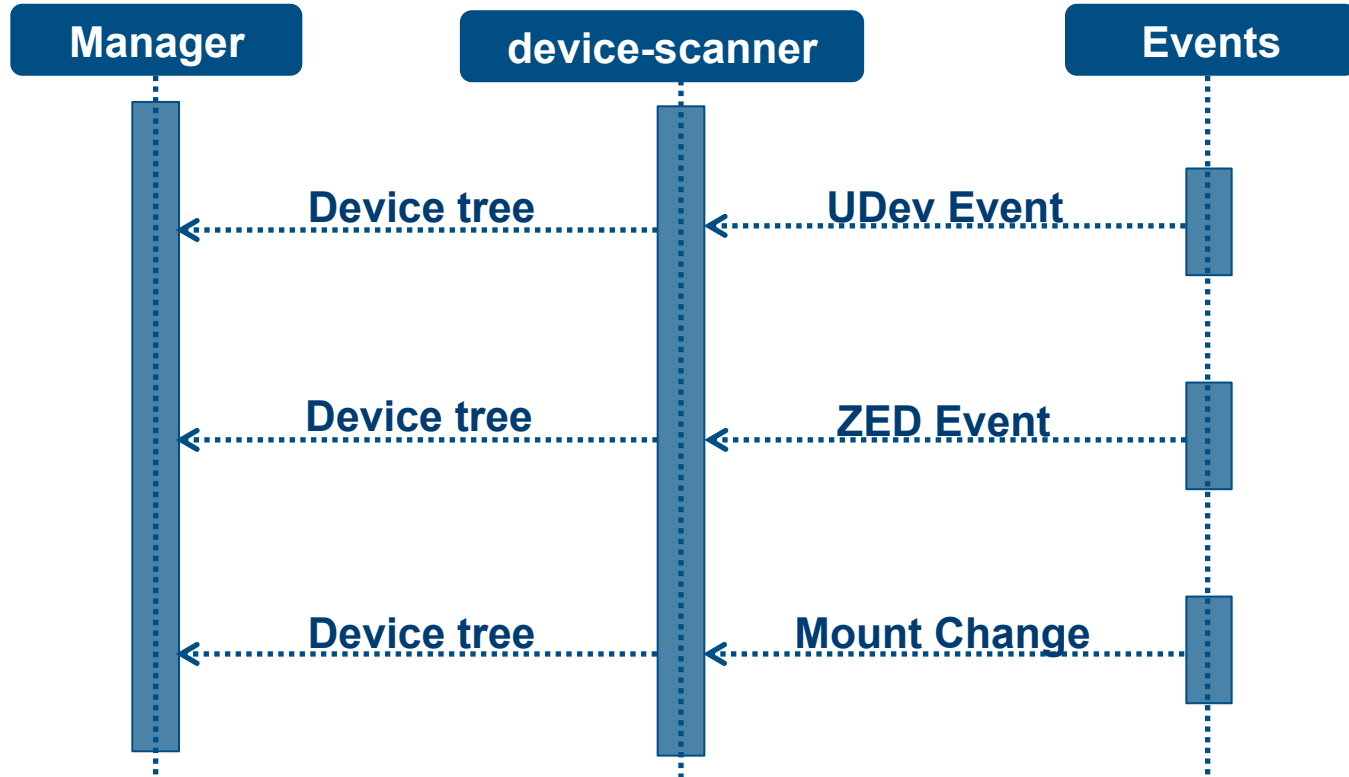 Manager
device-scanner
Events
Device tree
UDev Event
Device tree
ZED Event
Device tree
Mount Change